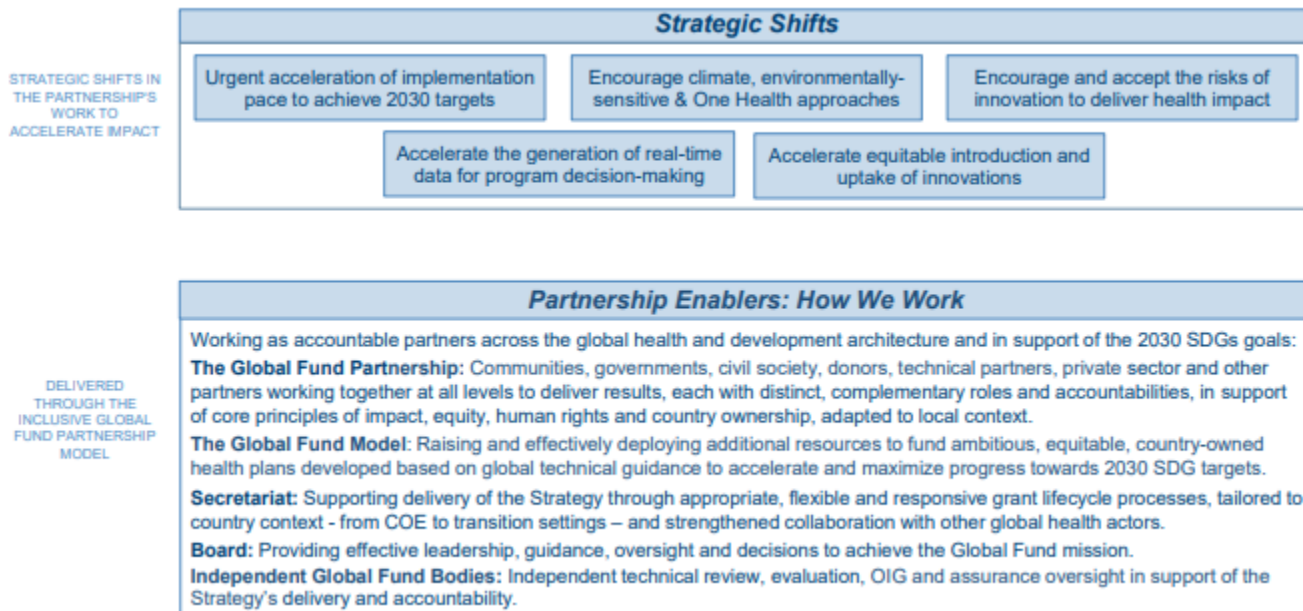 Strategic Shifts
STRATEGIC SHIFTS IN
THE PARTNERSHIP'S
WORK TO
ACCELERATE IMPACT
Urgent acceleration of implementation
pace to achieve 2030 targets
Encourage climate, environmentally-
sensitive & One Health approaches
Encourage and accept the risks of
innovation to deliver health impact
Accelerate the generation of real-time
data for program decision-making
Accelerate equitable introduction and
uptake of innovations
Partnership Enablers: How We Work
DELIVERED
THROUGH THE
INCLUSIVE GLOBAL
FUND PARTNERSHIP
MODEL
Working as accountable partners across the global health and development architecture and in support of the 2030 SDGs goals:
The Global Fund Partnership: Communities, governments, civil society, donors, technical partners, private sector and other
partners working together at all levels to deliver results, each with distinct, complementary roles and accountabilities, in support
of core principles of impact, equity, human rights and country ownership, adapted to local context.
The Global Fund Model: Raising and effectively deploying additional resources to fund ambitious, equitable, country-owned
health plans developed based on global technical guidance to accelerate and maximize progress towards 2030 SDG targets.
Secretariat: Supporting delivery of the Strategy through appropriate, flexible and responsive grant lifecycle processes, tailored to
country context - from COE to transition settings – and strengthened collaboration with other global health actors.
Board: Providing effective leadership, guidance, oversight and decisions to achieve the Global Fund mission.
Independent Global Fund Bodies: Independent technical review, evaluation, OIG and assurance oversight in support of the
Strategy's delivery and accountability.